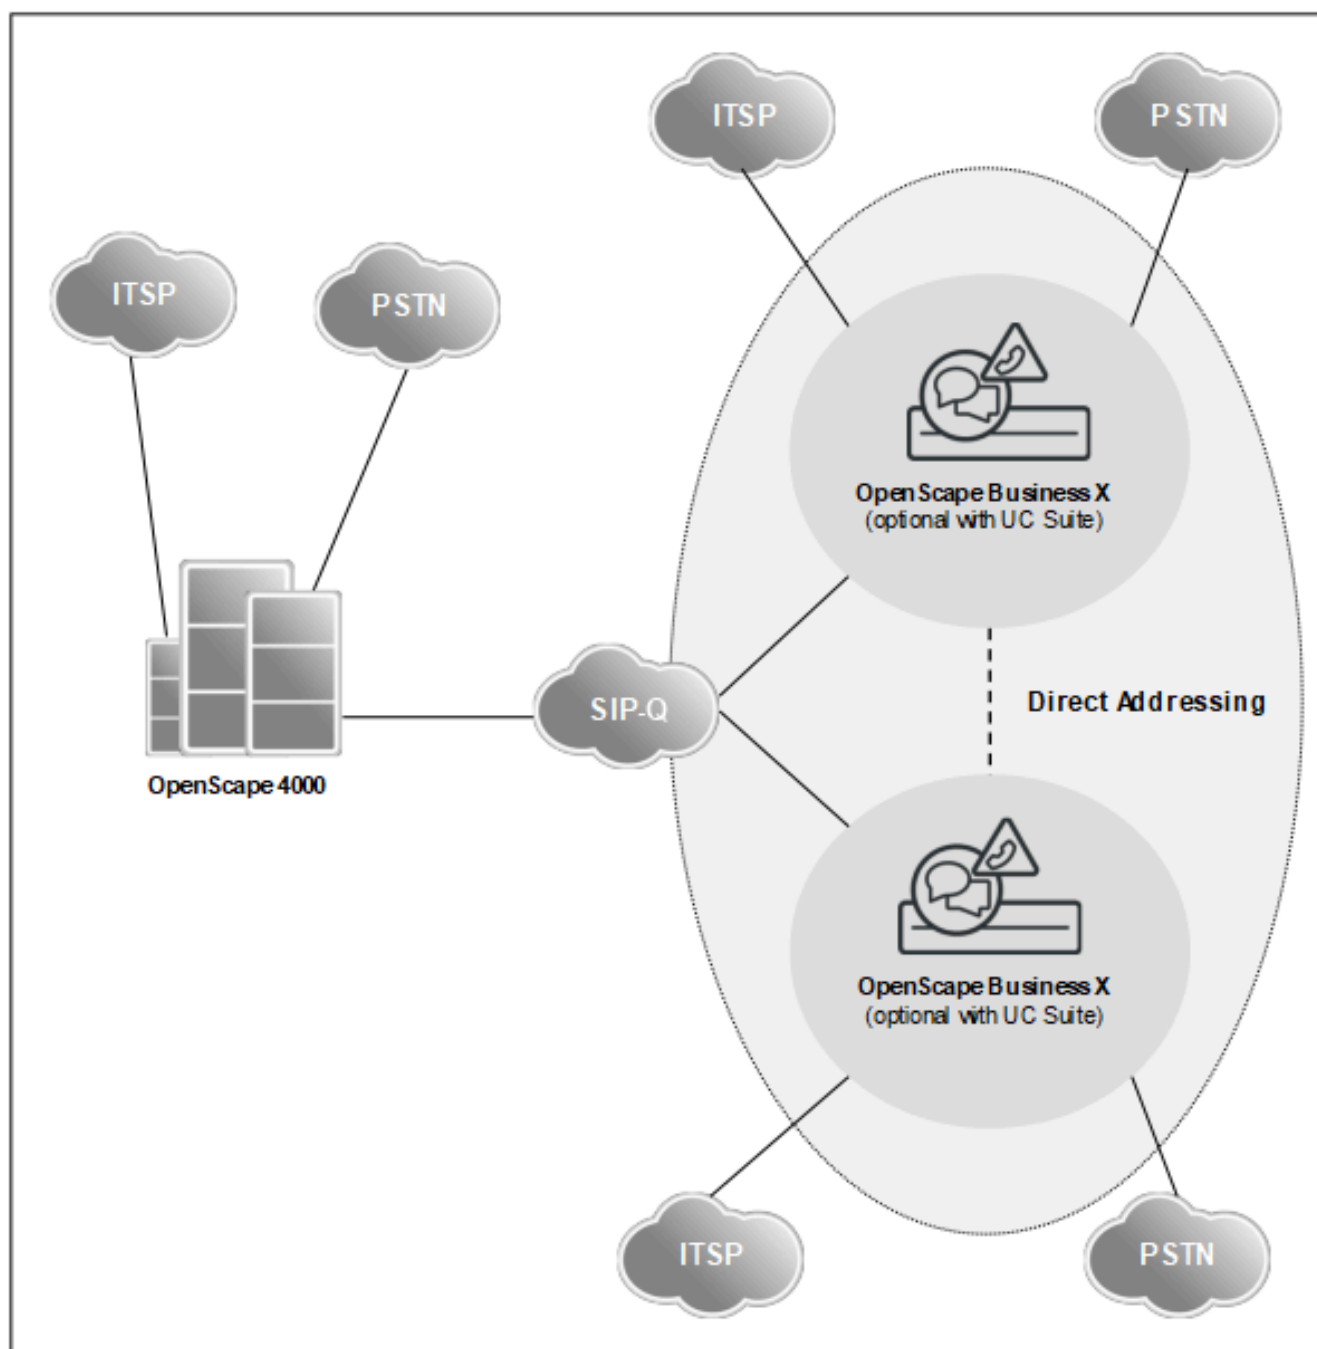 ITSP
PSTN
ITSP
PSTN
OpenScape Business X
(optional with UC Suite)
SIP-Q
Direct Addressing
OpenScape 4000
OpenScape Business X
(optional with UC Suite)
ITSP
PSTN